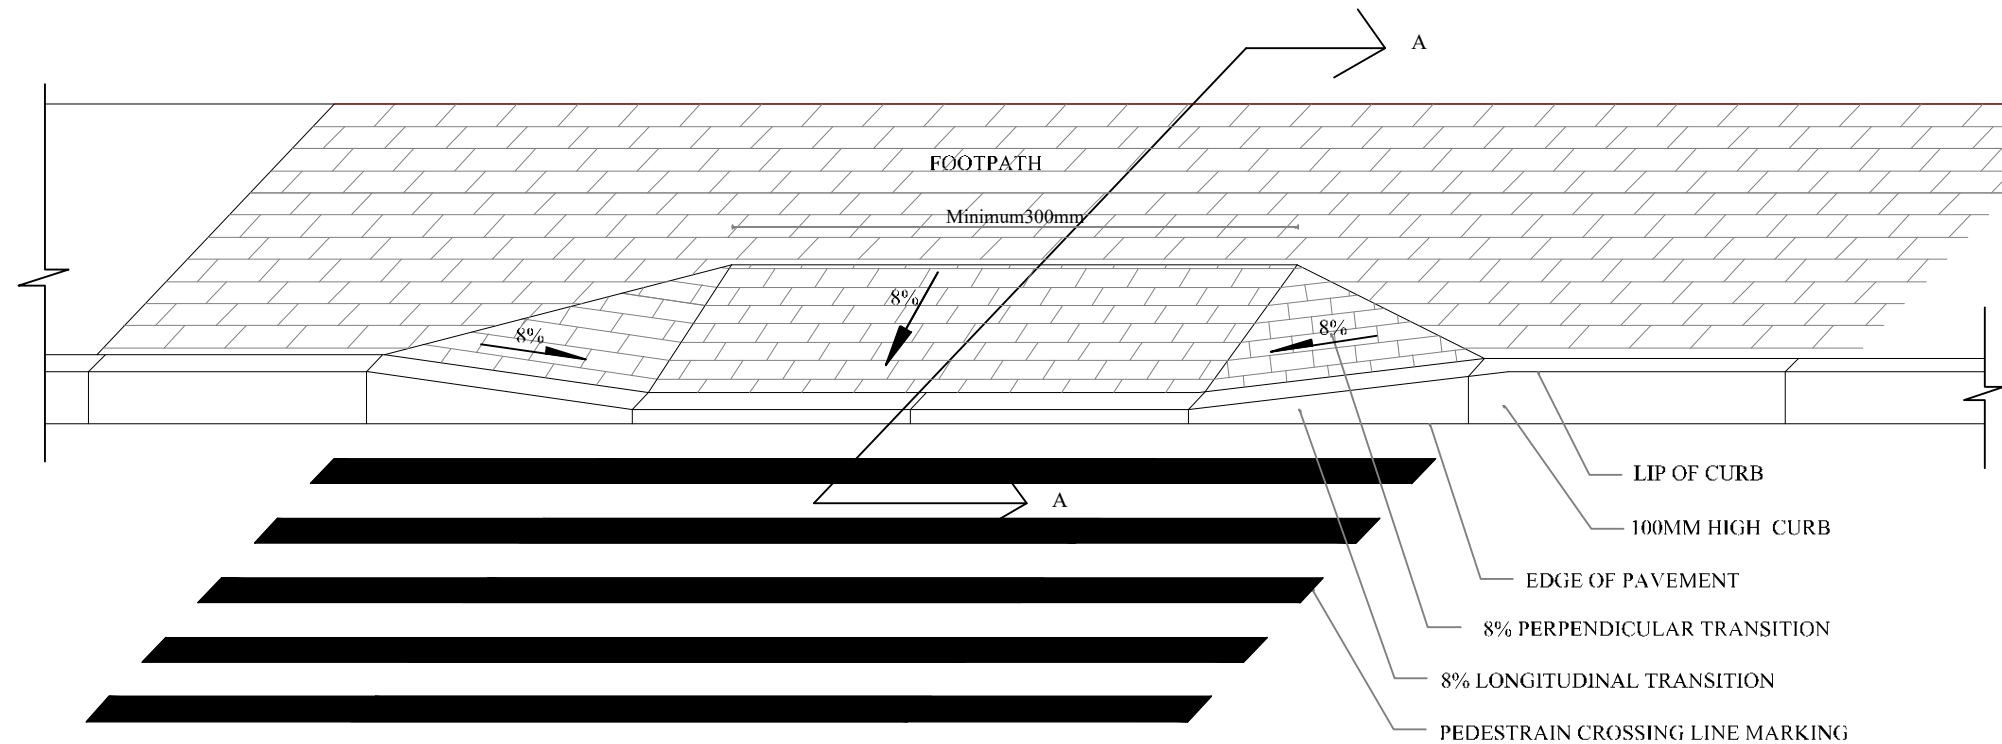 A
FOOTPATH
Minimum300mm
8%
8%
8%
LIP OF CURB
A
100MM HIGH CURB
EDGE OF PAVEMENT
8% PERPENDICULAR TRANSITION
8% LONGITUDINAL TRANSITION
PEDESTRAIN CROSSING LINE MARKING